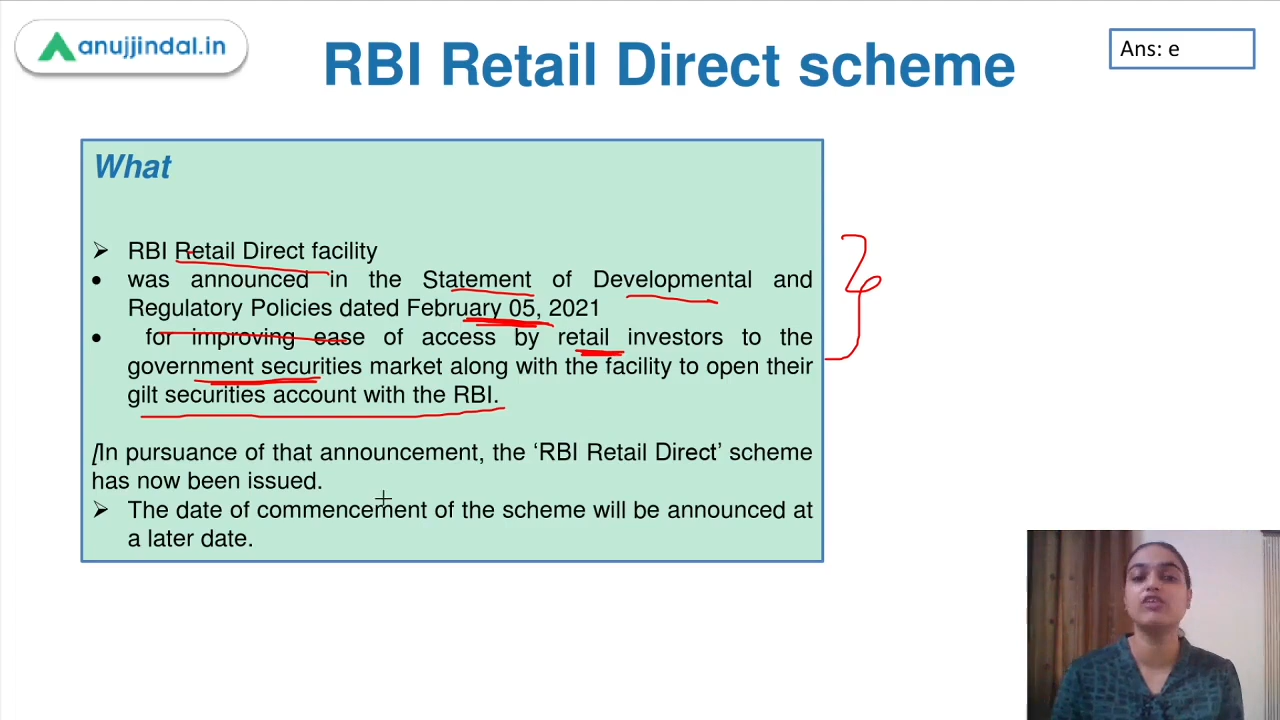 anujjindal.in
RBI Retail Direct scheme
Ans: e
What
➢ RBI Retail Direct facility
• was announced in the Statement of Developmental and
Regulatory Policies dated February 05, 2021
• for improving ease of access by retail investors to the
government securities market along with the facility to open their
gilt securities account with the RBI.
[In pursuance of that announcement, the ‘RBI Retail Direct’ scheme
has now been issued.
➢ The date of commencement of the scheme will be announced at
a later date.